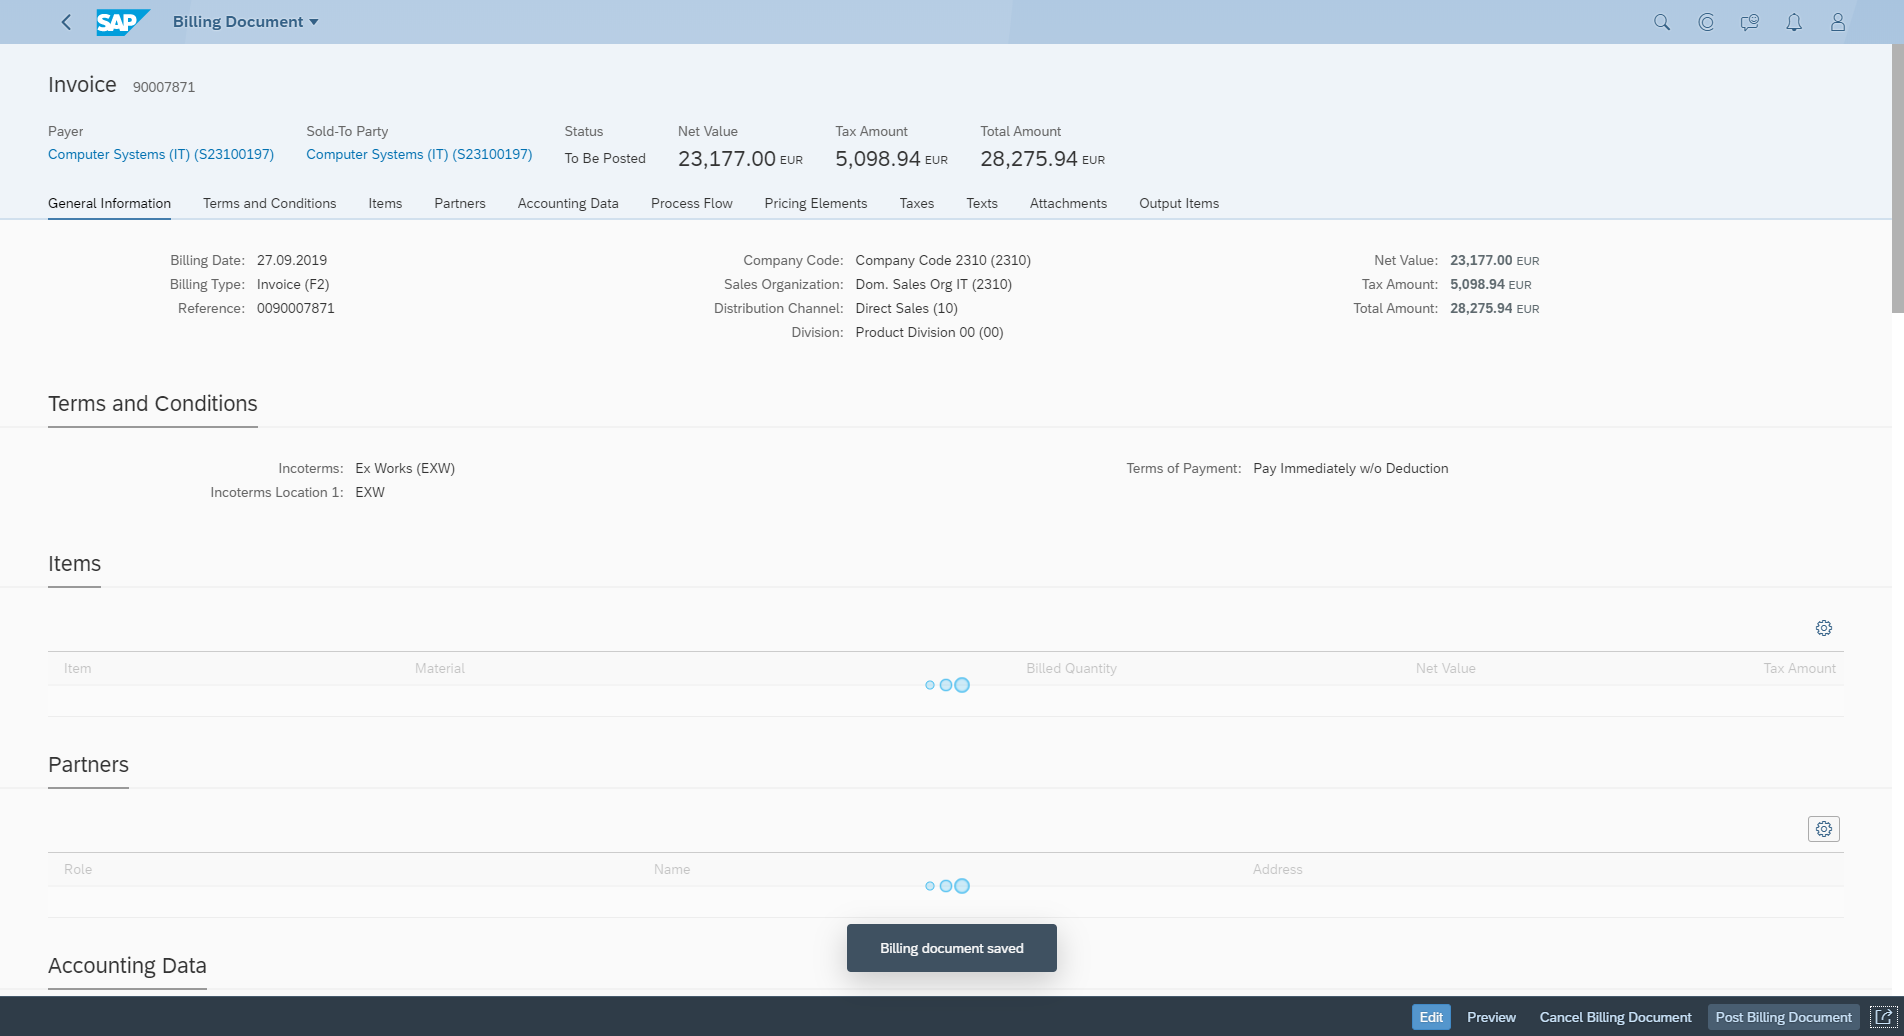 SAP Billing Document
Invoice 90007871
Payer Sold-To Party Status Net Value Tax Amount Total Amount
Computer Systems (IT) (S23100197) Computer Systems (IT) (S23100197) To Be Posted 23,177.00 EUR 5,098.94 EUR 28,275.94 EUR
General Information Terms and Conditions Items Partners Accounting Data Process Flow Pricing Elements Taxes Texts Attachments Output Items
Billing Date: 27.09.2019 Company Code: Company Code 2310 (2310) Net Value: 23,177.00 EUR
Billing Type: Invoice (F2) Sales Organization: Dom. Sales Org IT (2310) Tax Amount: 5,098.94 EUR
Reference: 0090007871 Distribution Channel: Direct Sales (10) Total Amount: 28,275.94 EUR
Division: Product Division 00 (00)
Terms and Conditions
Incoterms: Ex Works (EXW) Terms of Payment: Pay Immediately w/o Deduction
Incoterms Location 1: EXW
Items
Item Material Billed Quantity Net Value Tax Amount
Partners
Role Name Address
Billing document saved
Accounting Data
Edit Preview Cancel Billing Document Post Billing Document